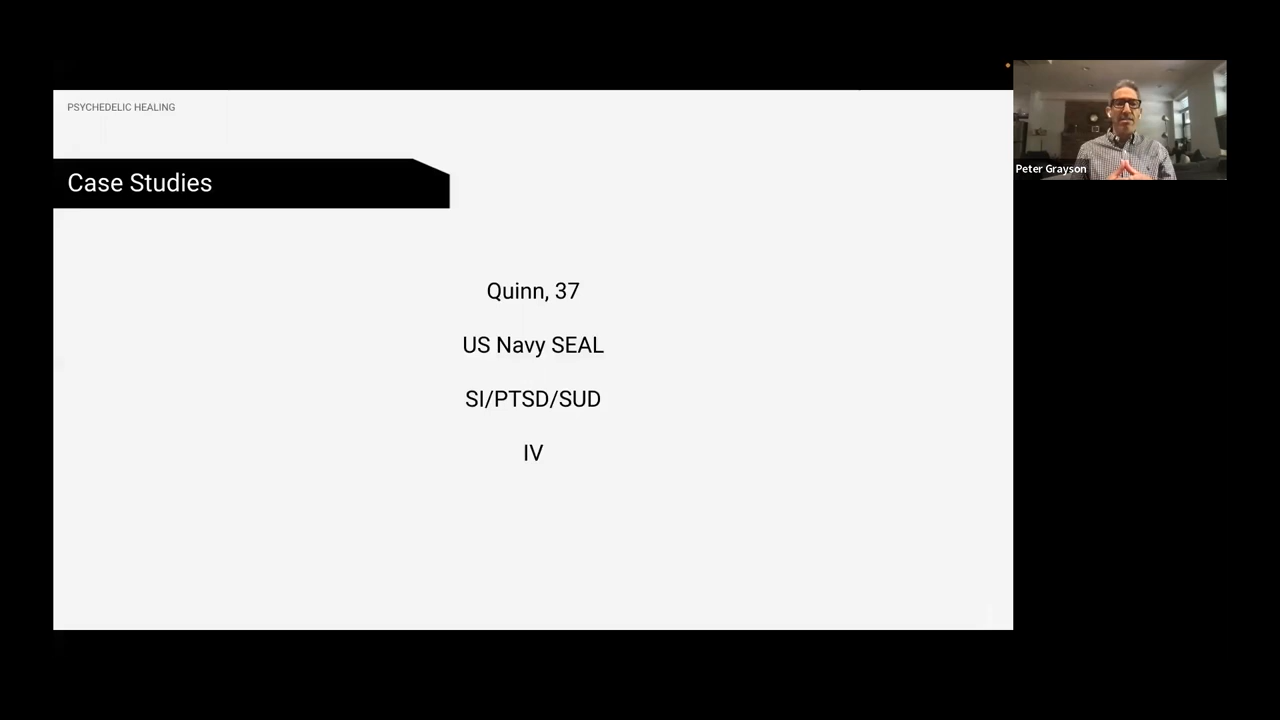 PSYCHEDELIC HEALING
Case Studies
Quinn, 37
US Navy SEAL
SI/PTSD/SUD
IV
Peter Grayson